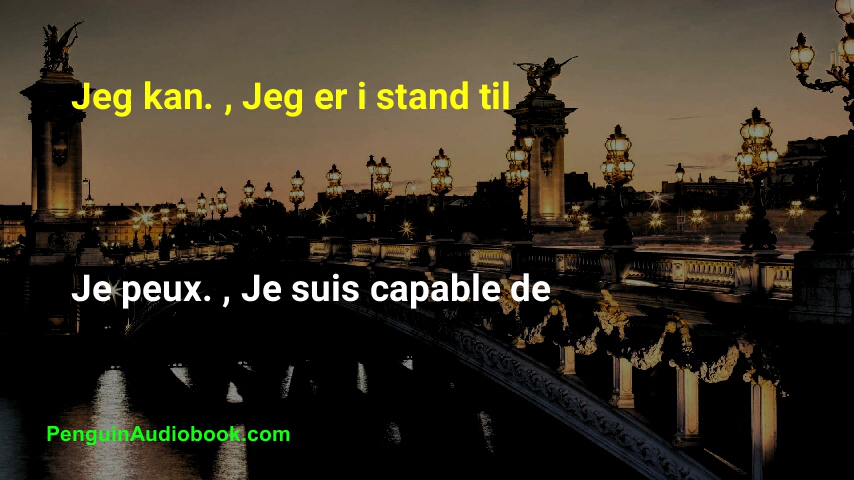 Jeg kan. , Jeg er i stand til
Je peux. , Je suis capable de
PenguinAudiobook.com